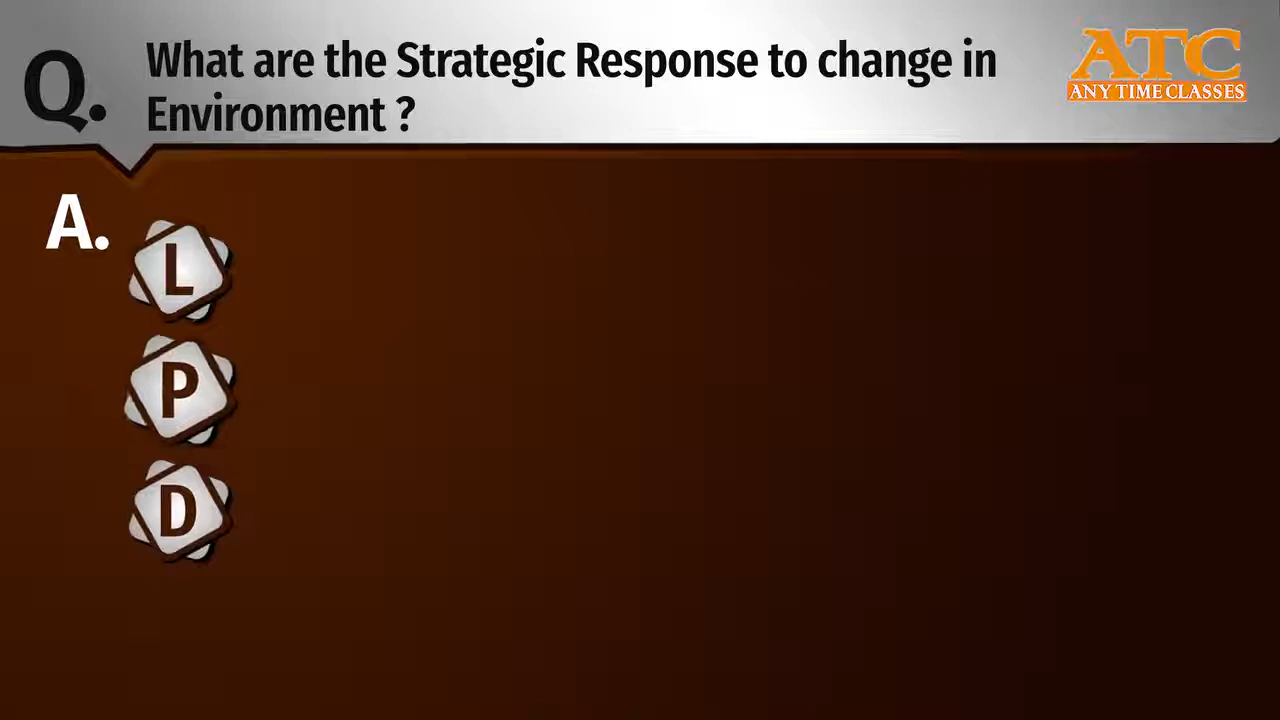 Q. What are the Strategic Response to change in
Environment ?
ATC
ANY TIME CLASSES
A.
L
P
D